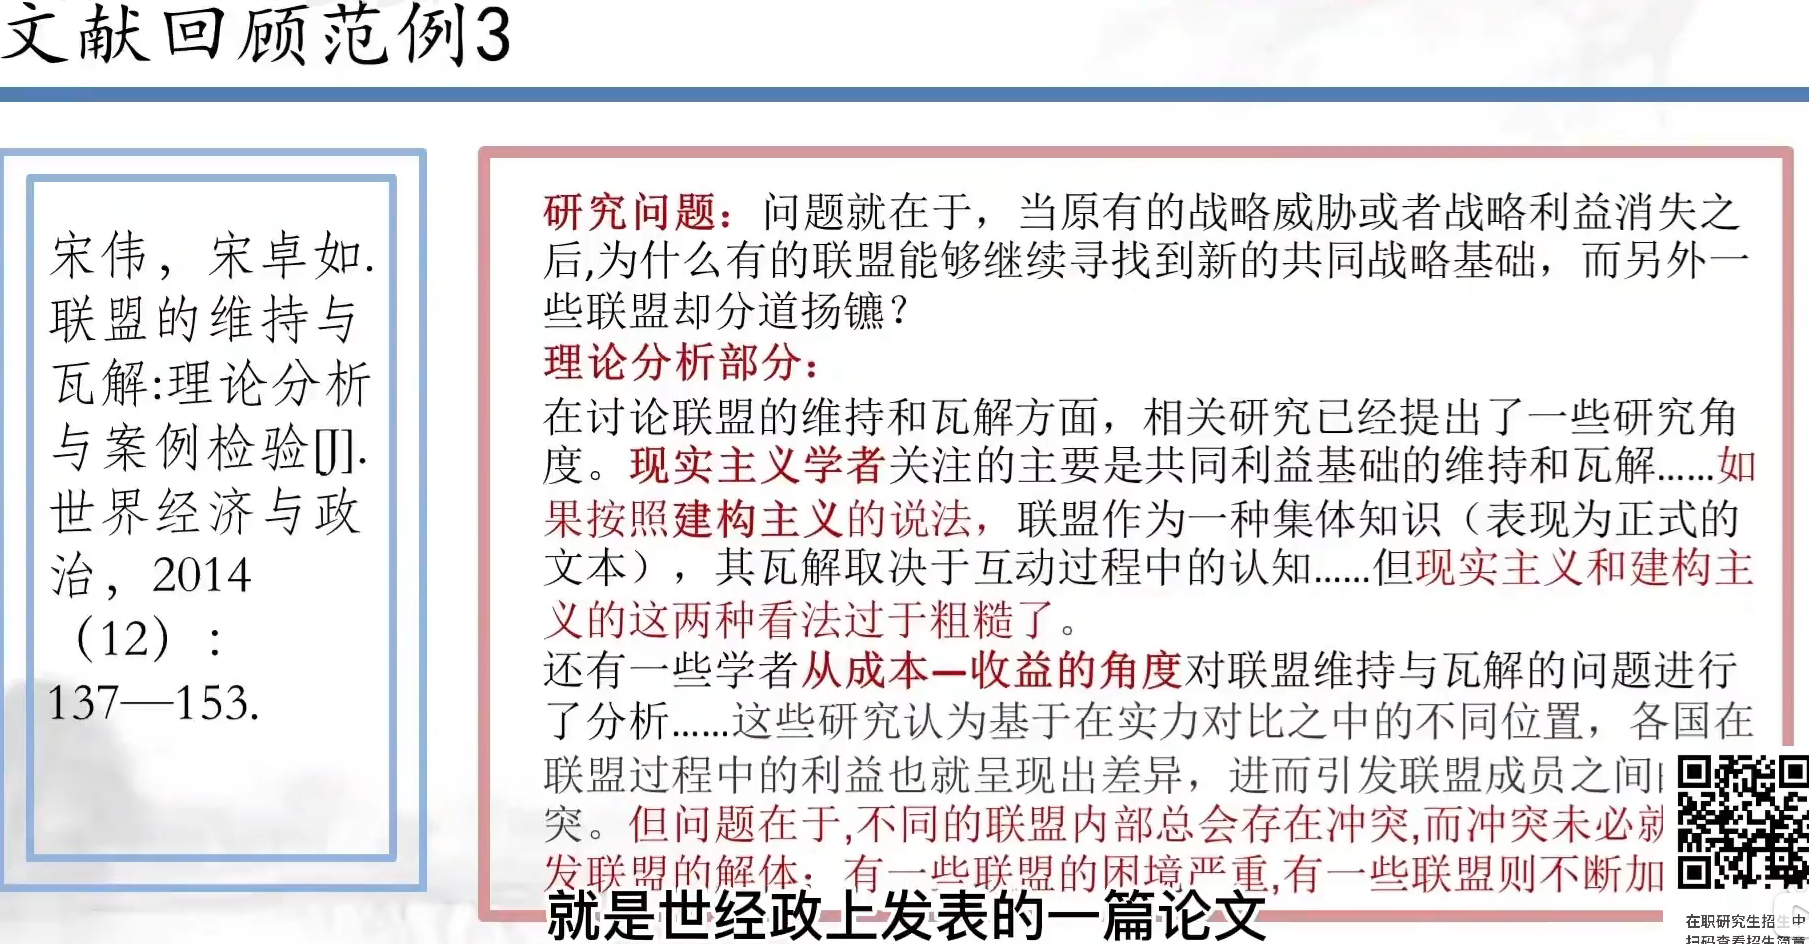 文献回顾范例3
宋伟，宋卓如.
联盟的维持与
瓦解:理论分析
与案例检验[J].
世界经济与政
治，2014
（12）：
137—153.
研究问题：问题就在于，当原有的战略威胁或者战略利益消失之
后,为什么有的联盟能够继续寻找到新的共同战略基础，而另外一
些联盟却分道扬镳？
理论分析部分：
在讨论联盟的维持和瓦解方面，相关研究已经提出了一些研究角
度。现实主义学者关注的主要是共同利益基础的维持和瓦解……如
果按照建构主义的说法，联盟作为一种集体知识（表现为正式的
文本），其瓦解取决于互动过程中的认知……但现实主义和建构主
义的这两种看法过于粗糙了。
还有一些学者从成本—收益的角度对联盟维持与瓦解的问题进行
了分析……这些研究认为基于在实力对比之中的不同位置，各国在
联盟过程中的利益也就呈现出差异，进而引发联盟成员之间
突。但问题在于,不同的联盟内部总会存在冲突,而冲突未必就
发联盟的解体；有一些联盟的困境严重,有一些联盟则不断加
就是世经政上发表的一篇论文
在职研究生招生中
扫码查看招生简章